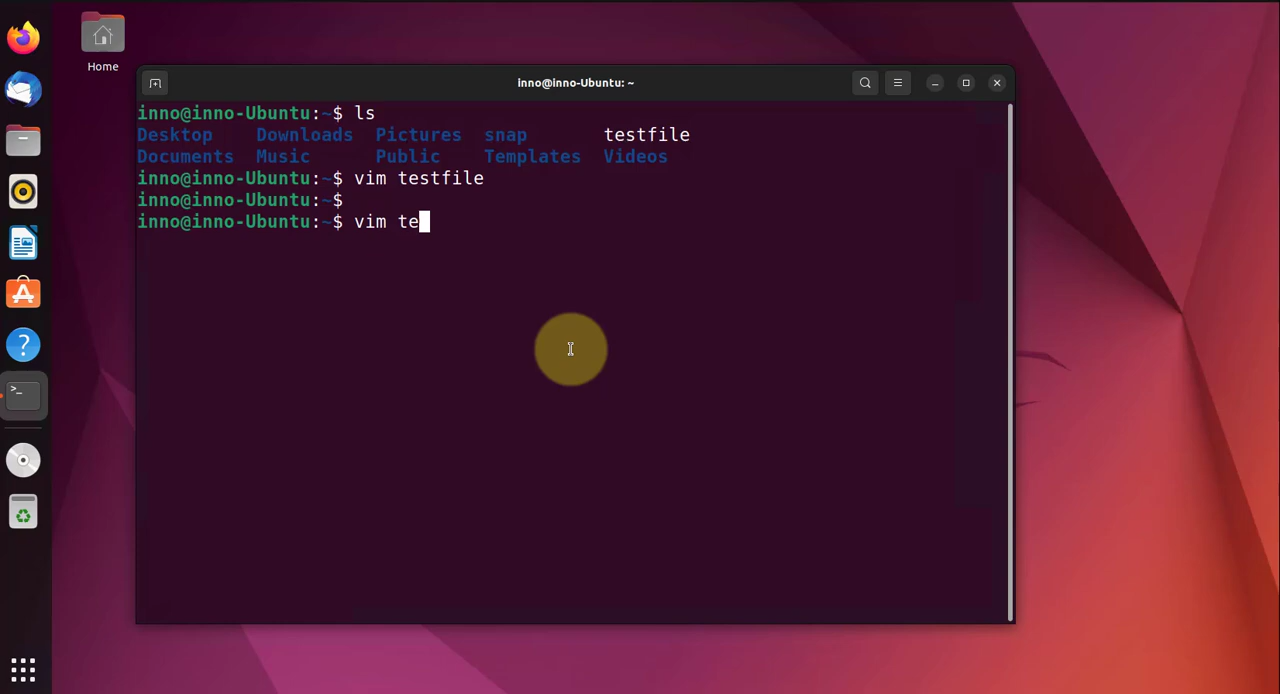 Home
inno@inno-Ubuntu: ~
inno@inno-Ubuntu:~$ ls
Desktop Downloads Pictures snap testfile
Documents Music Public Templates Videos
inno@inno-Ubuntu:~$ vim testfile
inno@inno-Ubuntu:~$
inno@inno-Ubuntu:~$ vim te